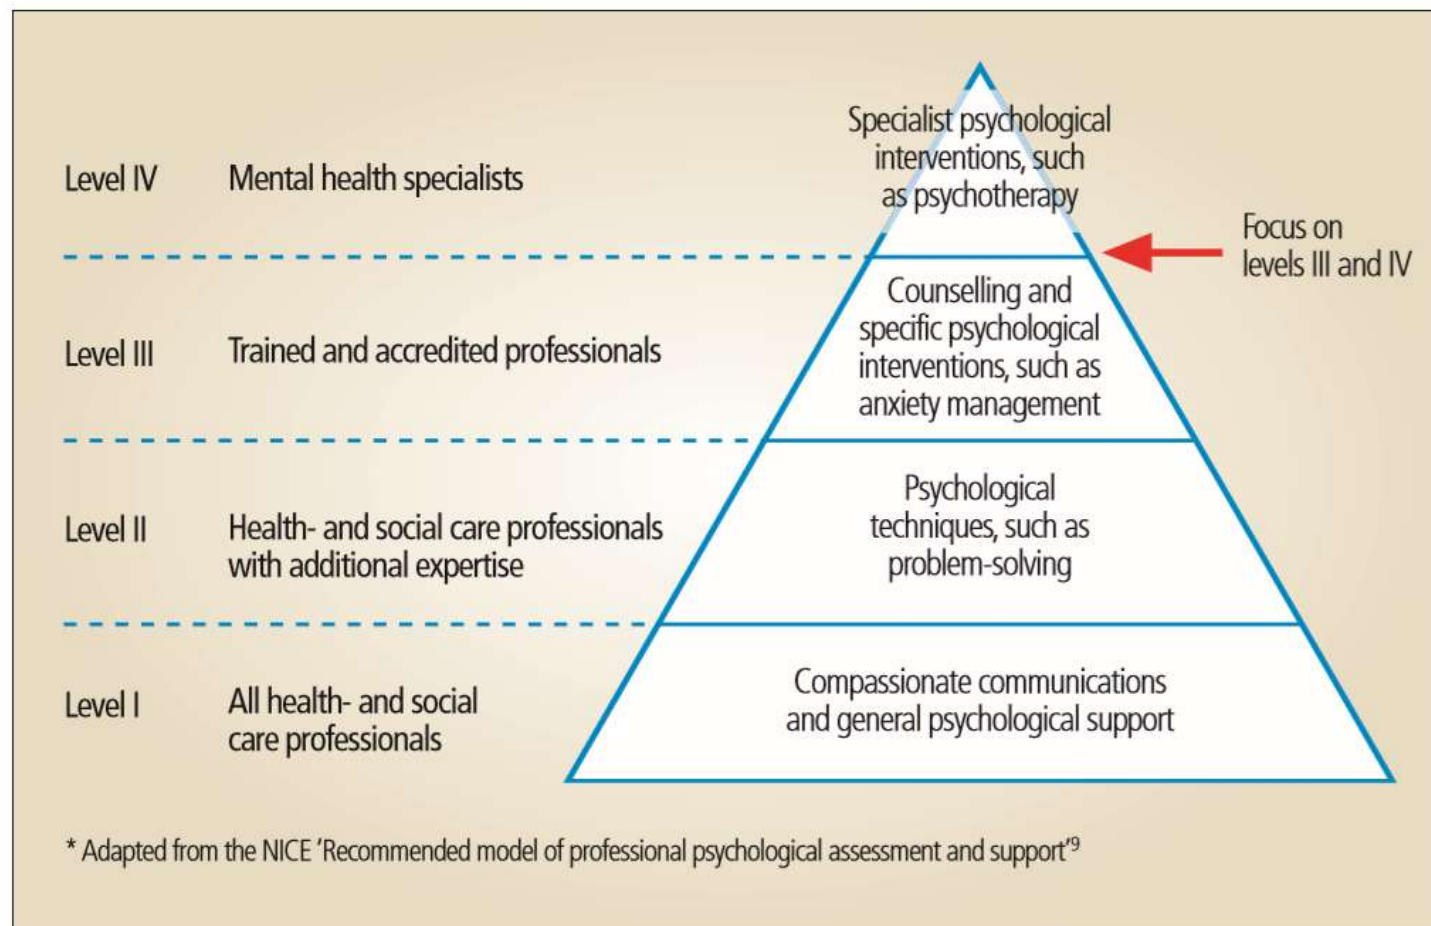 Specialist psychological
interventions, such
as psychotherapy
Level IV Mental health specialists
Focus on
levels III and IV
Counselling and
specific psychological
interventions, such as
anxiety management
Level III Trained and accredited professionals
Psychological
techniques, such as
problem-solving
Level II Health- and social care professionals
with additional expertise
Compassionate communications
and general psychological support
Level I All health- and social
care professionals
* Adapted from the NICE ‘Recommended model of professional psychological assessment and support’⁹